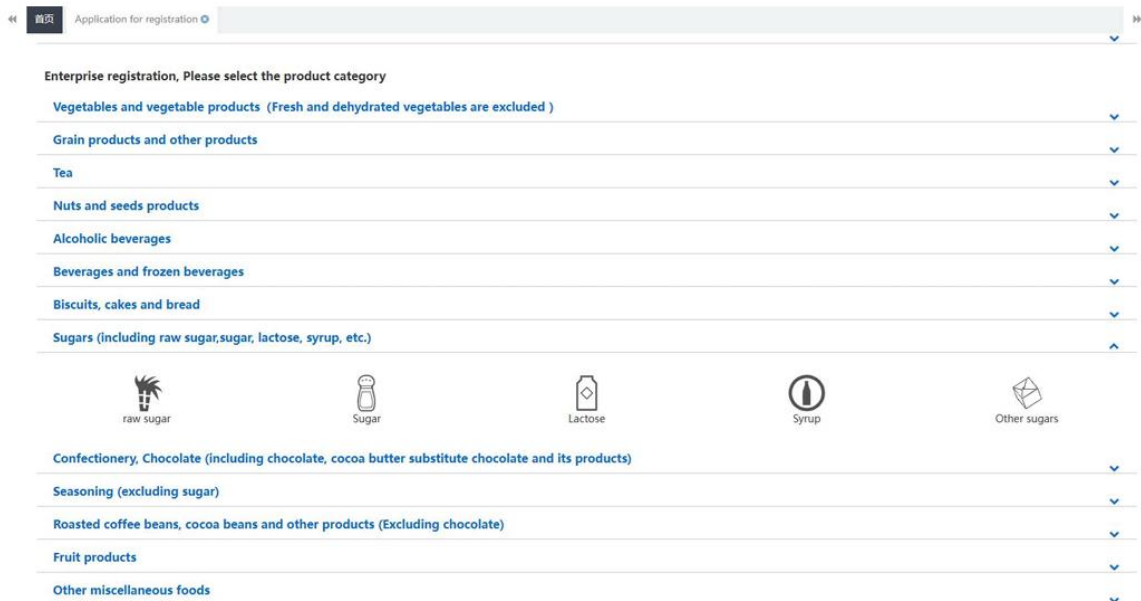 首页 Application for registration
Enterprise registration, Please select the product category
Vegetables and vegetable products (Fresh and dehydrated vegetables are excluded )
Grain products and other products
Tea
Nuts and seeds products
Alcoholic beverages
Beverages and frozen beverages
Biscuits, cakes and bread
Sugars (including raw sugar,sugar, lactose, syrup, etc.)
raw sugar Sugar Lactose Syrup Other sugars
Confectionery, Chocolate (including chocolate, cocoa butter substitute chocolate and its products)
Seasoning (excluding sugar)
Roasted coffee beans, cocoa beans and other products (Excluding chocolate)
Fruit products
Other miscellaneous foods